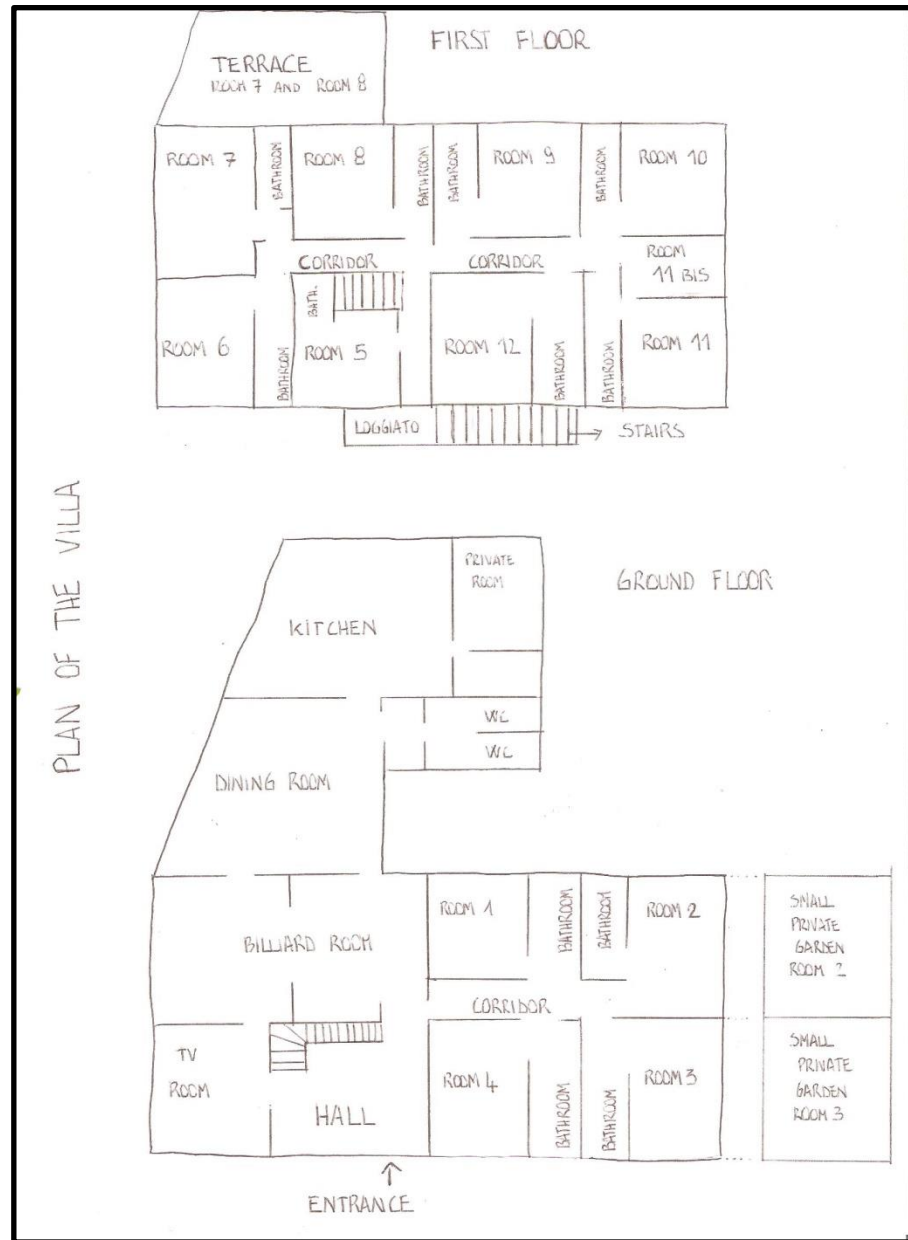 FIRST FLOOR
TERRACE
ROOM 7 AND ROOM 8
ROOM 7
BATHROOM
ROOM 8
BATHROOM
BATHROOM
ROOM 9
BATHROOM
ROOM 10
CORRIDOR
CORRIDOR
ROOM
11 BIS
ROOM 6
BATHROOM
BATH.
ROOM 5
ROOM 12
BATHROOM
BATHROOM
ROOM 11
LOGGIATO
STAIRS
PLAN OF THE VILLA
GROUND FLOOR
PRIVATE
ROOM
KITCHEN
WC
WC
DINING ROOM
BILLIARD ROOM
ROOM 1
BATHROOM
BATHROOM
ROOM 2
SMALL
PRIVATE
GARDEN
ROOM 2
CORRIDOR
TV
ROOM
HALL
ROOM 4
BATHROOM
BATHROOM
ROOM 3
SMALL
PRIVATE
GARDEN
ROOM 3
ENTRANCE